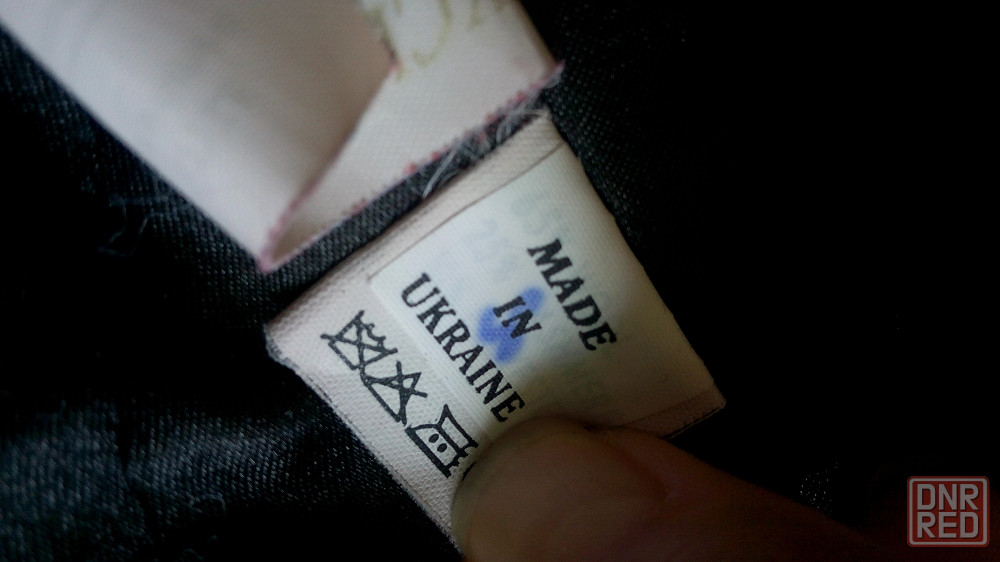 MADE
IN
UKRAINE
DNR
RED